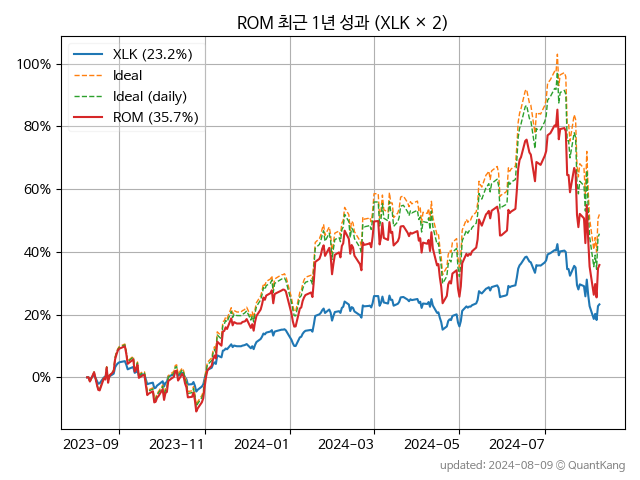 ROM 최근 1년 성과 (XLK × 2)
XLK (23.2%)
Ideal
Ideal (daily)
ROM (35.7%)
100%
80%
60%
40%
20%
0%
2023-09 2023-11 2024-01 2024-03 2024-05 2024-07
updated: 2024-08-09 © QuantKang